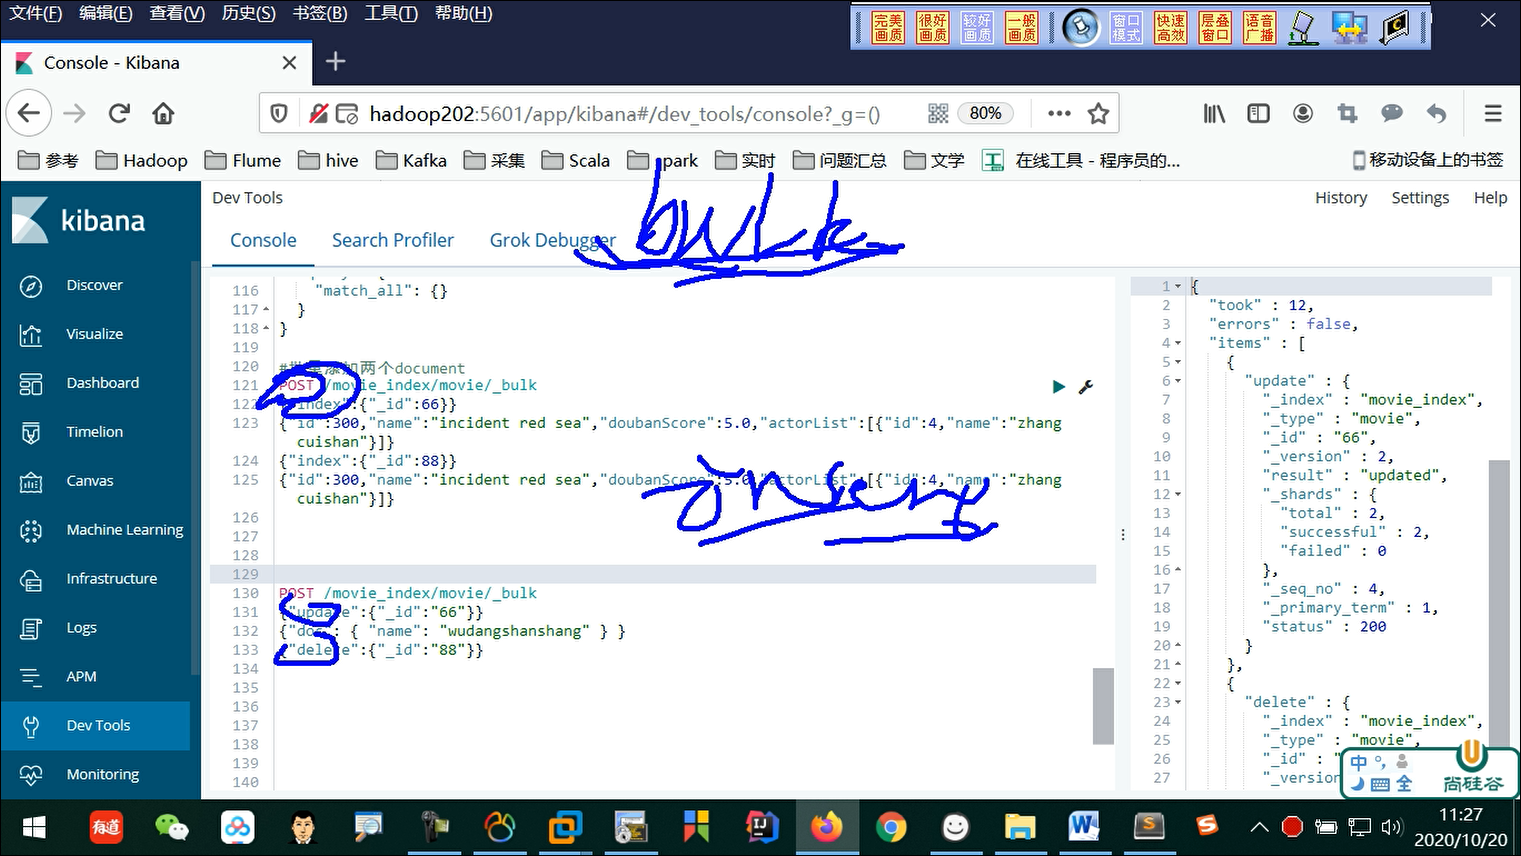 文件(F) 编辑(E) 查看(V) 历史(S) 书签(B) 工具(T) 帮助(H)
完美画质 很好画质 较好画质 一般画质 窗口模式 快速高效 层叠窗口 语音广播
Console - Kibana
hadoop202:5601/app/kibana#/dev_tools/console?_g=() 80%
参考 Hadoop Flume hive Kafka 采集 Scala 实时 问题汇总 文学 在线工具 - 程序员的... 移动设备上的书签
kibana
Discover
Visualize
Dashboard
Timelion
Canvas
Machine Learning
Infrastructure
Logs
APM
Dev Tools
Monitoring
Dev Tools History Settings Help
Console Search Profiler Grok Debugger
bulk
116 "match_all": {}
117 }
118 }
119
120 两个document
121 POST /movie_index/movie/_bulk
122 {"index":{"_id":66}}
123 {"id":300,"name":"incident red sea","doubanScore":5.0,"actorList":[{"id":4,"name":"zhang
cuishan"}]}
124 {"index":{"_id":88}}
125 {"id":300,"name":"incident red sea","doubanScore":5.0,"actorList":[{"id":4,"name":"zhang
cuishan"}]}
126
127
128
129
130 POST /movie_index/movie/_bulk
131 {"update":{"_id":"66"}}
132 {"doc": { "name": "wudangshanshang" } }
133 {"delete":{"_id":"88"}}
134
135
136
137
138
139
140
1 {
2 "took" : 12,
3 "errors" : false,
4 "items" : [
5 {
6 "update" : {
7 "_index" : "movie_index",
8 "_type" : "movie",
9 "_id" : "66",
10 "_version" : 2,
11 "result" : "updated",
12 "_shards" : {
13 "total" : 2,
14 "successful" : 2,
15 "failed" : 0
16 },
17 "_seq_no" : 4,
18 "_primary_term" : 1,
19 "status" : 200
20 }
21 },
22 {
23 "delete" : {
24 "_index" : "movie_index",
25 "_type" : "movie",
26 "_id" : "
27 "_version
中 全 尚硅谷
有道
11:27
2020/10/20